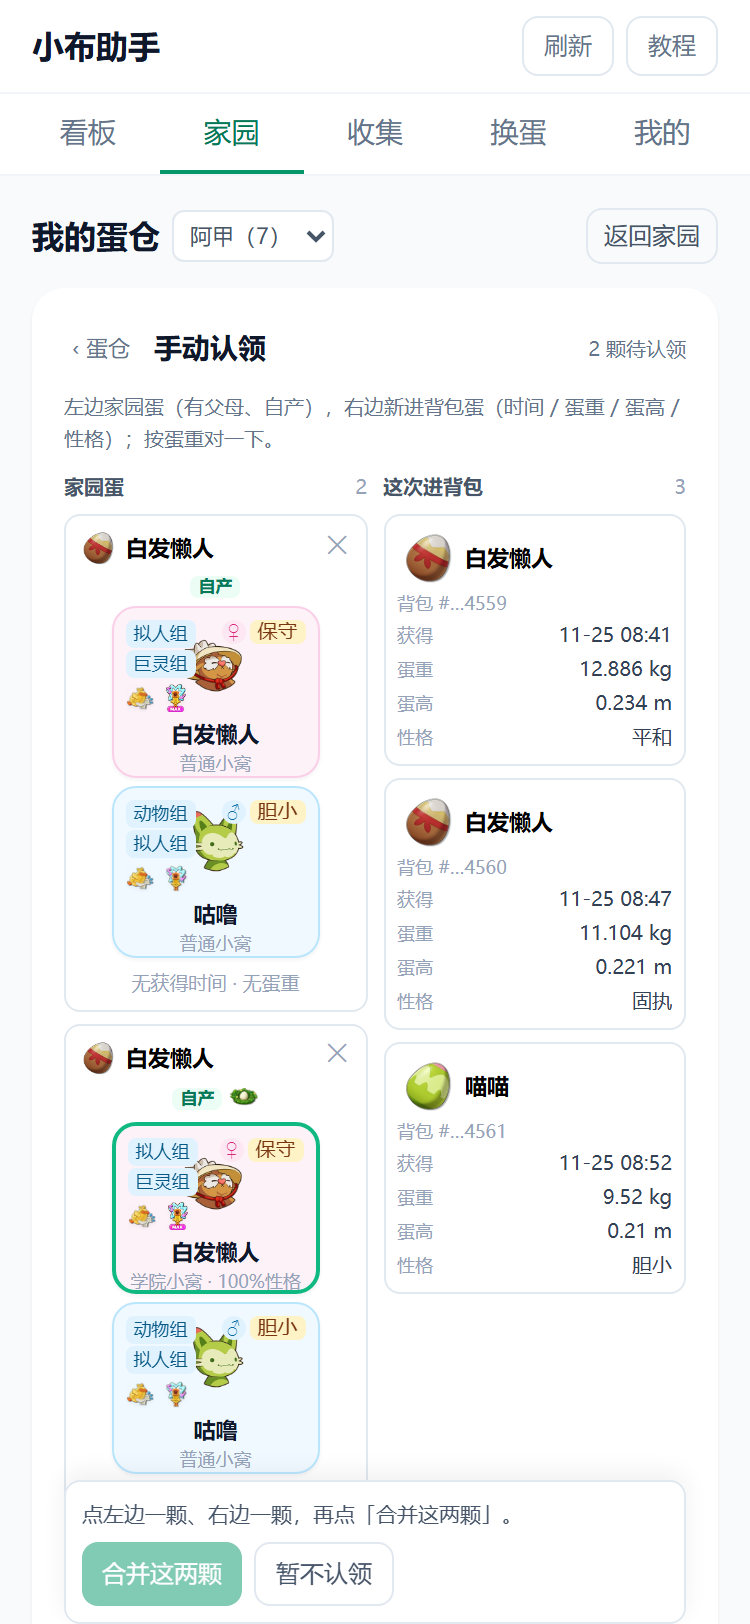 小布助手
刷新
教程
看板
家园
收集
换蛋
我的
我的蛋仓
阿甲（7）
返回家园
‹ 蛋仓
手动认领
2 颗待认领
左边家园蛋（有父母、自产），右边新进背包蛋（时间 / 蛋重 / 蛋高 /
性格）；按蛋重对一下。
家园蛋
2
白发懒人
自产
拟人组
♀
保守
巨灵组
MAX
白发懒人
普通小窝
动物组
♂
胆小
拟人组
咕噜
普通小窝
无获得时间 · 无蛋重
白发懒人
自产
拟人组
♀
保守
巨灵组
MAX
白发懒人
学院小窝 · 100%性格
动物组
♂
胆小
拟人组
咕噜
普通小窝
这次进背包
3
白发懒人
背包 #...4559
获得 11-25 08:41
蛋重 12.886 kg
蛋高 0.234 m
性格 平和
白发懒人
背包 #...4560
获得 11-25 08:47
蛋重 11.104 kg
蛋高 0.221 m
性格 固执
喵喵
背包 #...4561
获得 11-25 08:52
蛋重 9.52 kg
蛋高 0.21 m
性格 胆小
点左边一颗、右边一颗，再点「合并这两颗」。
合并这两颗
暂不认领